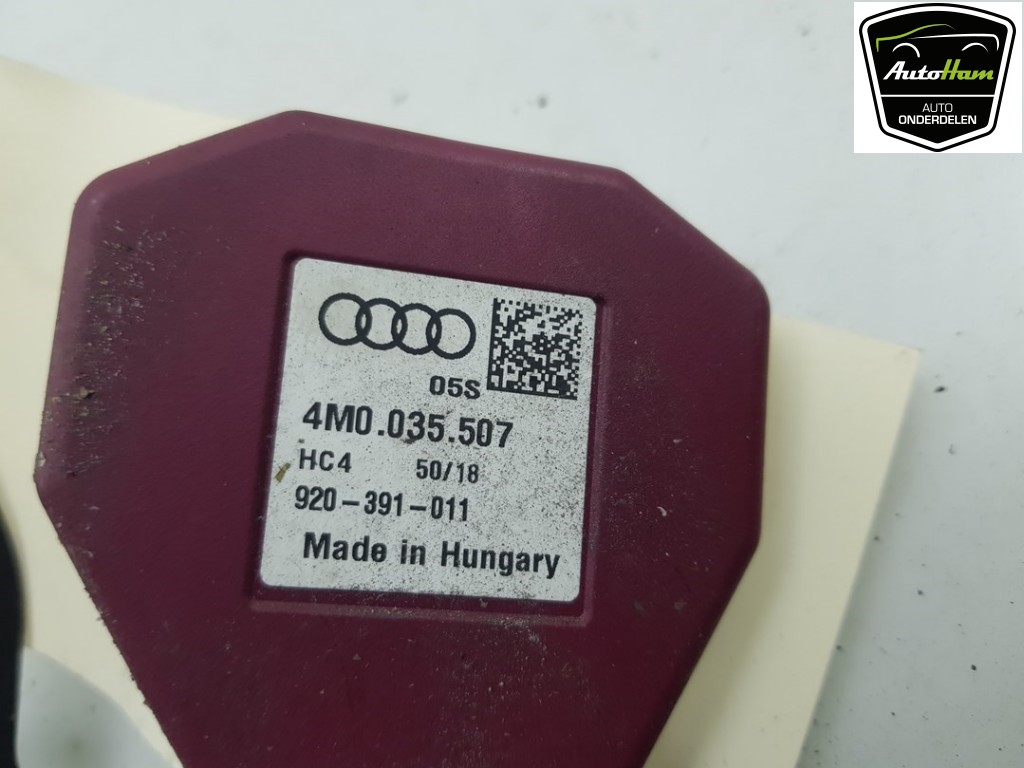 AutoHam
AUTO
ONDERDELEN
05S
4M0.035.507
HC4 50/18
920-391-011
Made in Hungary